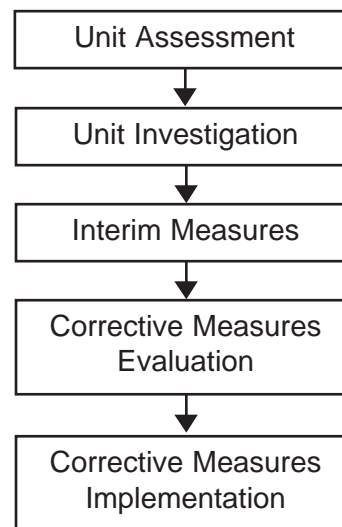 Unit Assessment
Unit Investigation
Interim Measures
Corrective Measures
Evaluation
Corrective Measures
Implementation